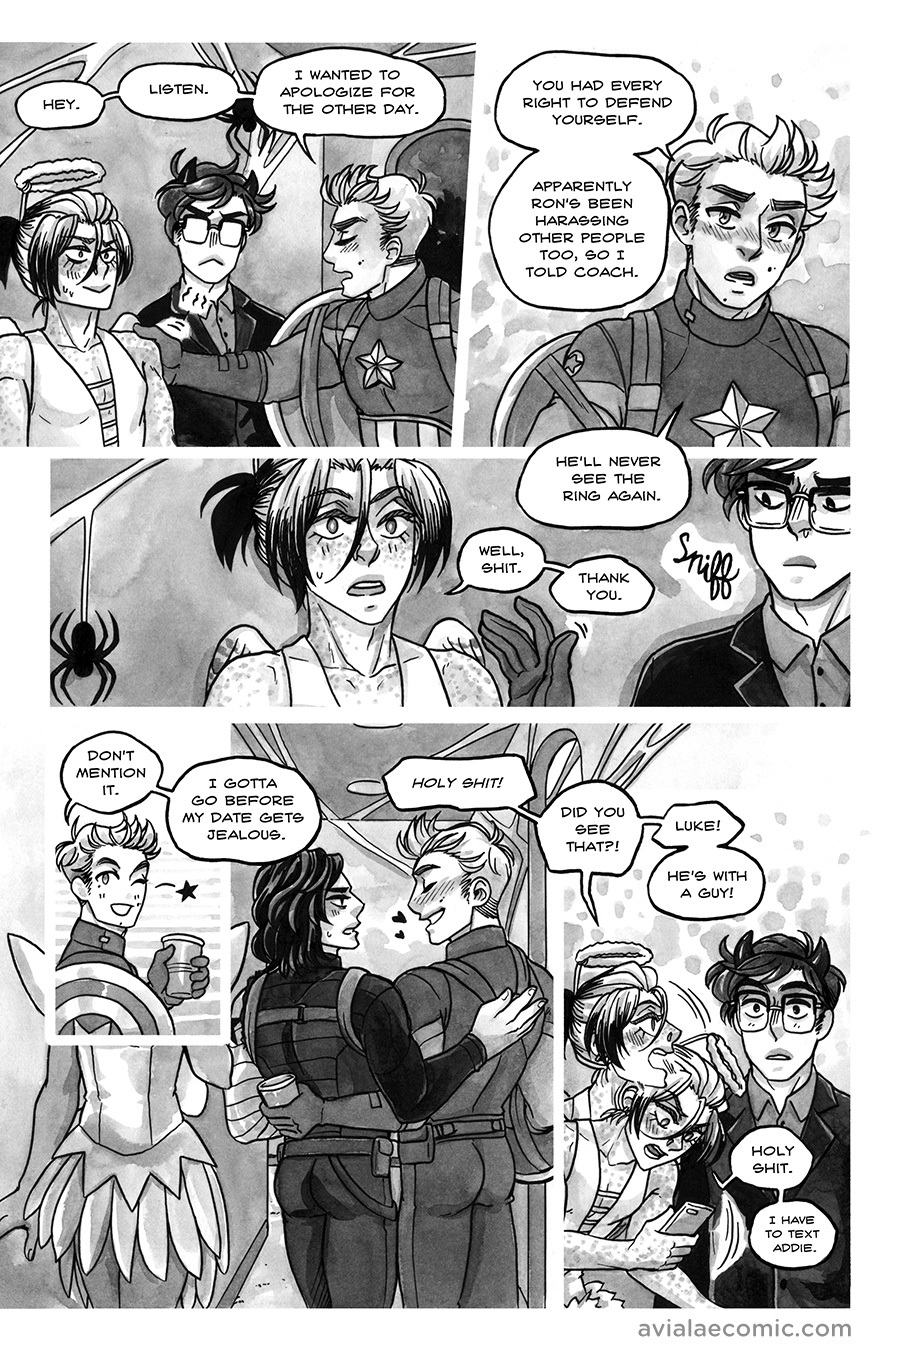 HEY.
LISTEN.
I WANTED TO
APOLOGIZE FOR
THE OTHER DAY.
YOU HAD EVERY
RIGHT TO DEFEND
YOURSELF.
APPARENTLY
RON'S BEEN
HARASSING
OTHER PEOPLE
TOO, SO I
TOLD COACH.
HE'LL NEVER
SEE THE
RING AGAIN.
WELL,
SHIT.
THANK
YOU.
Sniff
DON'T
MENTION
IT.
I GOTTA
GO BEFORE
MY DATE GETS
JEALOUS.
HOLY SHIT!
DID YOU
SEE
THAT?!
LUKE!
HE'S WITH
A GUY!
HOLY
SHIT.
I HAVE
TO TEXT
ADDIE.
avialaecomic.com